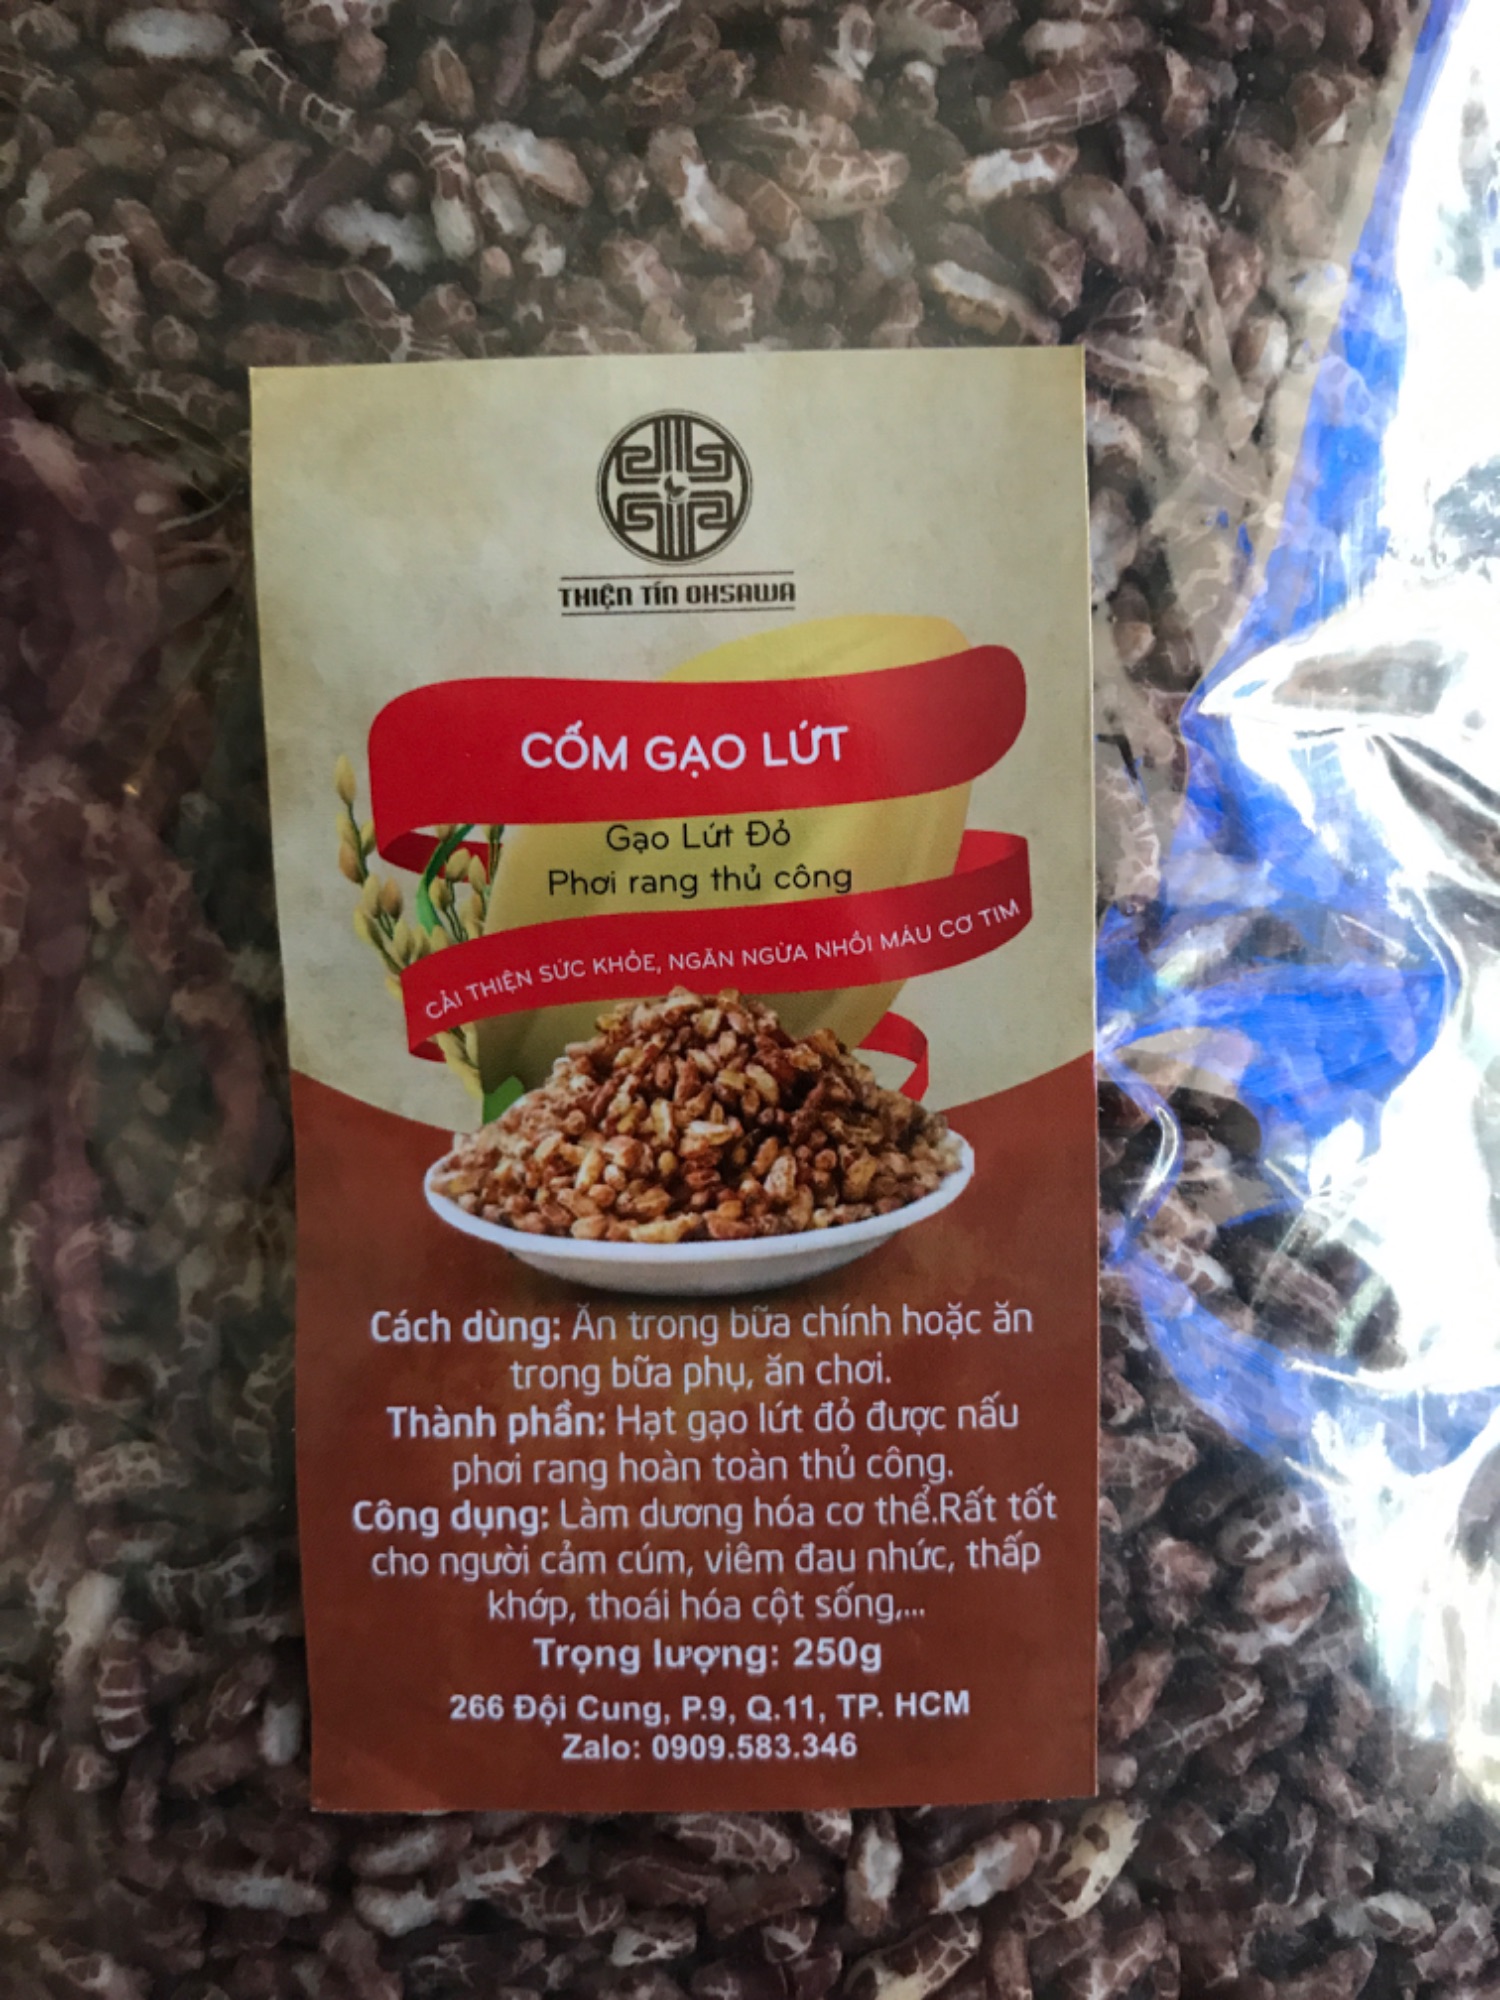 THIỆN TÍN OHSAWA
CỐM GẠO LỨT
Gạo Lứt Đỏ
Phơi rang thủ công
CẢI THIỆN SỨC KHỎE, NGĂN NGỪA NHỒI MÁU CƠ TIM
Cách dùng: Ăn trong bữa chính hoặc ăn
trong bữa phụ, ăn chơi.
Thành phần: Hạt gạo lứt đỏ được nấu
phơi rang hoàn toàn thủ công.
Công dụng: Làm dương hóa cơ thể.Rất tốt
cho người cảm cúm, viêm đau nhức, thấp
khớp, thoái hóa cột sống,...
Trọng lượng: 250g
266 Đội Cung, P.9, Q.11, TP. HCM
Zalo: 0909.583.346